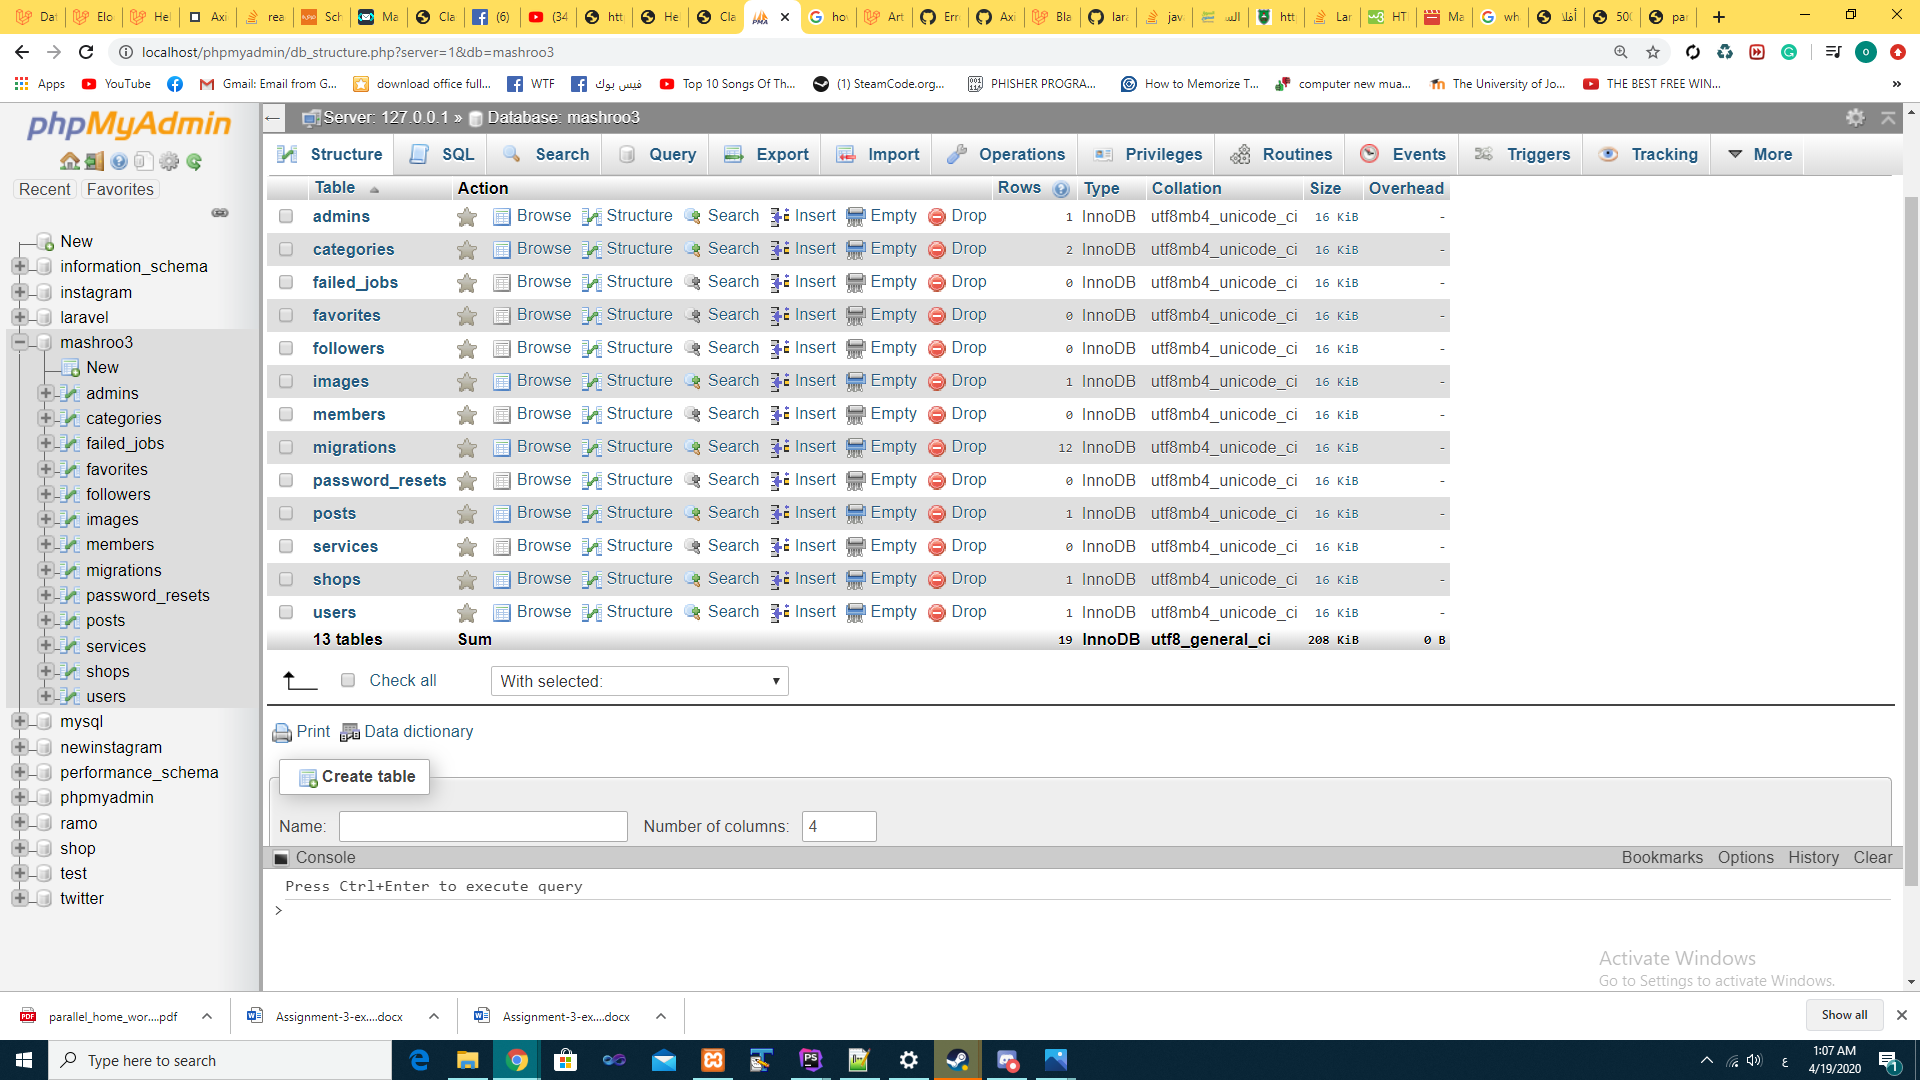 Dat
Elo
Hel
Axi
rea
Sch
Ma
Cla
(6)
(34
htt
He
Cla
hov
Art
Erro
Axi
Bla
lara
java
الس
htt
Lar
HTI
Ma
wh
أفلا
500
par
localhost/phpmyadmin/db_structure.php?server=1&db=mashroo3
Apps YouTube Gmail: Email from G... download office full... WTF فيس بوك Top 10 Songs Of Th... (1) SteamCode.org... PHISHER PROGRA... How to Memorize T... computer new mua... The University of Jo... THE BEST FREE WIN... »
phpMyAdmin
Recent Favorites
New
information_schema
instagram
laravel
mashroo3
New
admins
categories
failed_jobs
favorites
followers
images
members
migrations
password_resets
posts
services
shops
users
mysql
newinstagram
performance_schema
phpmyadmin
ramo
shop
test
twitter
Server: 127.0.0.1 » Database: mashroo3
Structure SQL Search Query Export Import Operations Privileges Routines Events Triggers Tracking More
Table Action Rows Type Collation Size Overhead
admins Browse Structure Search Insert Empty Drop 1 InnoDB utf8mb4_unicode_ci 16 KiB -
categories Browse Structure Search Insert Empty Drop 2 InnoDB utf8mb4_unicode_ci 16 KiB -
failed_jobs Browse Structure Search Insert Empty Drop 0 InnoDB utf8mb4_unicode_ci 16 KiB -
favorites Browse Structure Search Insert Empty Drop 0 InnoDB utf8mb4_unicode_ci 16 KiB -
followers Browse Structure Search Insert Empty Drop 0 InnoDB utf8mb4_unicode_ci 16 KiB -
images Browse Structure Search Insert Empty Drop 1 InnoDB utf8mb4_unicode_ci 16 KiB -
members Browse Structure Search Insert Empty Drop 0 InnoDB utf8mb4_unicode_ci 16 KiB -
migrations Browse Structure Search Insert Empty Drop 12 InnoDB utf8mb4_unicode_ci 16 KiB -
password_resets Browse Structure Search Insert Empty Drop 0 InnoDB utf8mb4_unicode_ci 16 KiB -
posts Browse Structure Search Insert Empty Drop 1 InnoDB utf8mb4_unicode_ci 16 KiB -
services Browse Structure Search Insert Empty Drop 0 InnoDB utf8mb4_unicode_ci 16 KiB -
shops Browse Structure Search Insert Empty Drop 1 InnoDB utf8mb4_unicode_ci 16 KiB -
users Browse Structure Search Insert Empty Drop 1 InnoDB utf8mb4_unicode_ci 16 KiB -
13 tables Sum 19 InnoDB utf8_general_ci 208 KiB 0 B
Check all With selected:
Print Data dictionary
Create table
Name: Number of columns: 4
Console Bookmarks Options History Clear
Press Ctrl+Enter to execute query
>
Activate Windows
Go to Settings to activate Windows.
parallel_home_wor....pdf Assignment-3-ex....docx Assignment-3-ex....docx Show all
Type here to search
ع
1:07 AM
4/19/2020
1